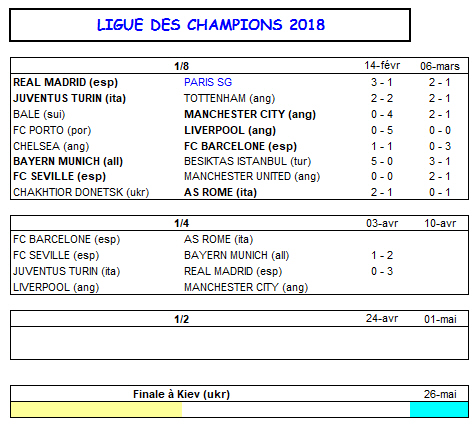 LIGUE DES CHAMPIONS 2018
1/8 14-févr 06-mars
REAL MADRID (esp) PARIS SG 3 - 1 2 - 1
JUVENTUS TURIN (ita) TOTTENHAM (ang) 2 - 2 2 - 1
BALE (sui) MANCHESTER CITY (ang) 0 - 4 2 - 1
FC PORTO (por) LIVERPOOL (ang) 0 - 5 0 - 0
CHELSEA (ang) FC BARCELONE (esp) 1 - 1 0 - 3
BAYERN MUNICH (all) BESIKTAS ISTANBUL (tur) 5 - 0 3 - 1
FC SEVILLE (esp) MANCHESTER UNITED (ang) 0 - 0 2 - 1
CHAKHTIOR DONETSK (ukr) AS ROME (ita) 2 - 1 0 - 1
1/4 03-avr 10-avr
FC BARCELONE (esp) AS ROME (ita)
FC SEVILLE (esp) BAYERN MUNICH (all) 1 - 2
JUVENTUS TURIN (ita) REAL MADRID (esp) 0 - 3
LIVERPOOL (ang) MANCHESTER CITY (ang)
1/2 24-avr 01-mai
Finale à Kiev (ukr) 26-mai